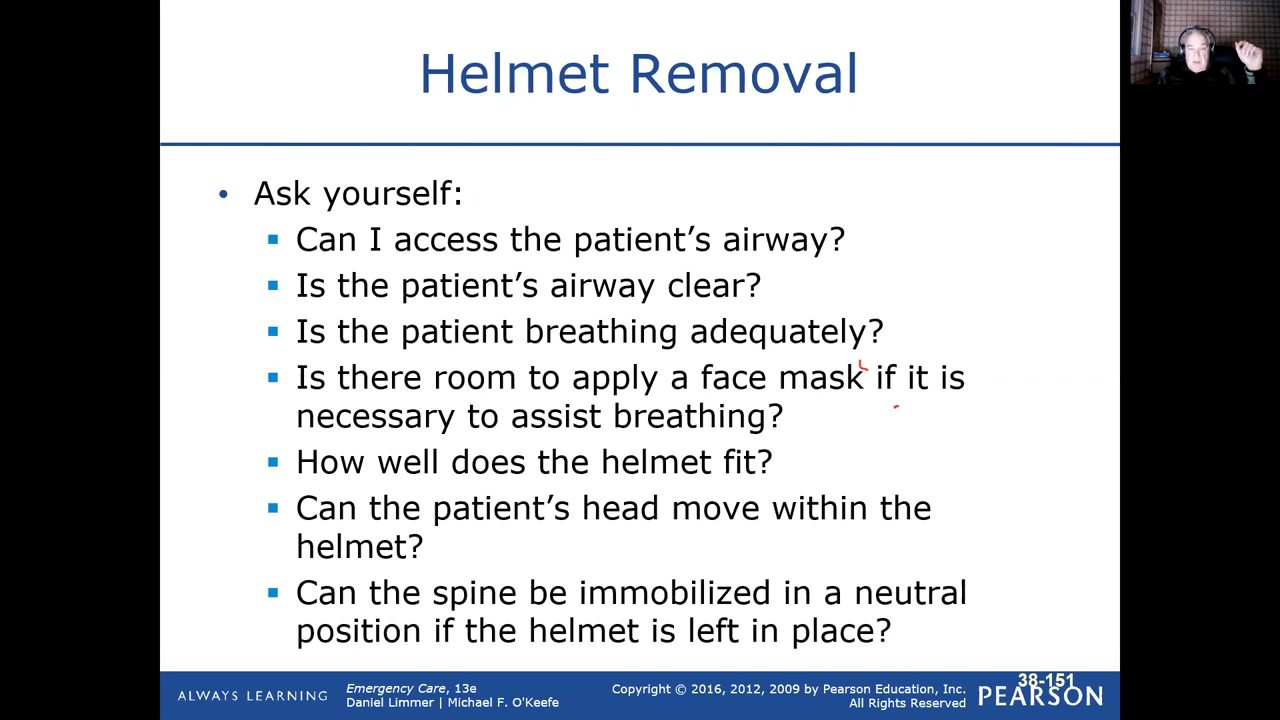 Helmet Removal
• Ask yourself:
▪ Can I access the patient’s airway?
▪ Is the patient’s airway clear?
▪ Is the patient breathing adequately?
▪ Is there room to apply a face mask if it is
necessary to assist breathing?
▪ How well does the helmet fit?
▪ Can the patient’s head move within the
helmet?
▪ Can the spine be immobilized in a neutral
position if the helmet is left in place?
ALWAYS LEARNING
Emergency Care, 13e
Daniel Limmer | Michael F. O'Keefe
Copyright © 2016, 2012, 2009 by Pearson Education, Inc.
All Rights Reserved
38-151
PEARSON